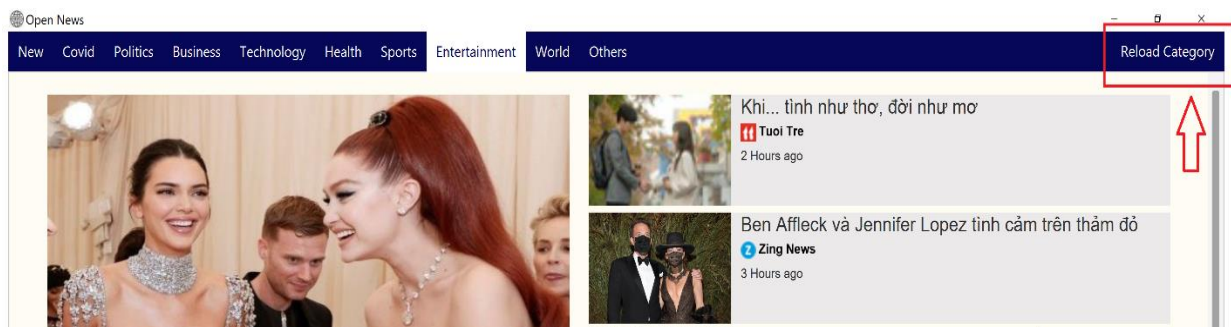 Open News
New Covid Politics Business Technology Health Sports Entertainment World Others Reload Category
Khi... tình như thơ, đời như mơ
Tuoi Tre
2 Hours ago
Ben Affleck và Jennifer Lopez tình cảm trên thảm đỏ
Z Zing News
3 Hours ago